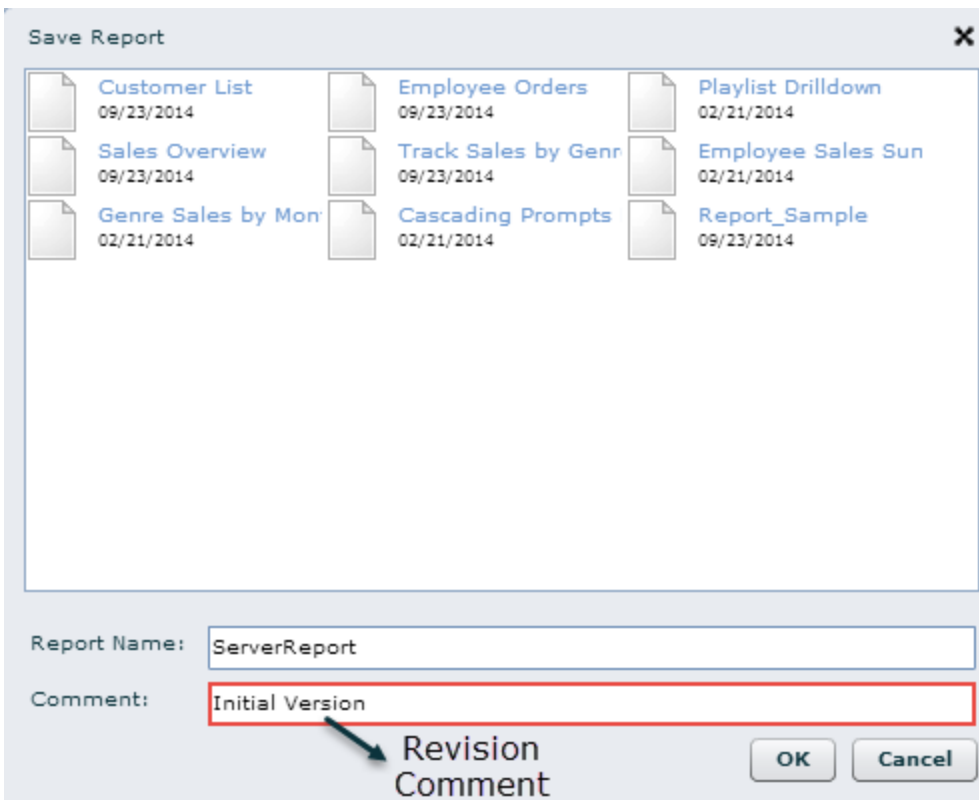 Save Report
Customer List
09/23/2014
Employee Orders
09/23/2014
Playlist Drilldown
02/21/2014
Sales Overview
09/23/2014
Track Sales by Genr
09/23/2014
Employee Sales Sun
02/21/2014
Genre Sales by Mon
02/21/2014
Cascading Prompts
02/21/2014
Report_Sample
09/23/2014
Report Name:
ServerReport
Comment:
Initial Version
Revision
Comment
OK
Cancel